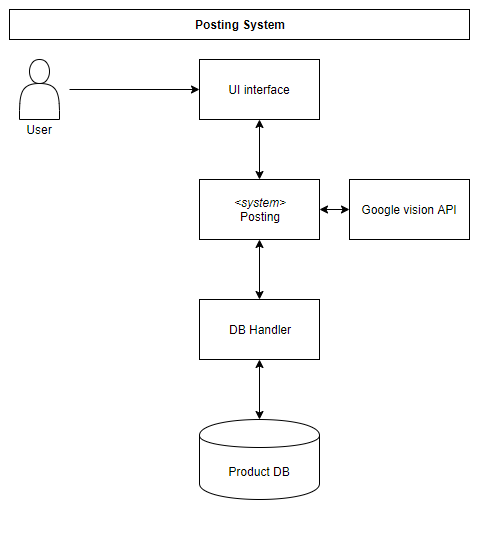 Posting System
User
UI interface
<system>
Posting
Google vision API
DB Handler
Product DB